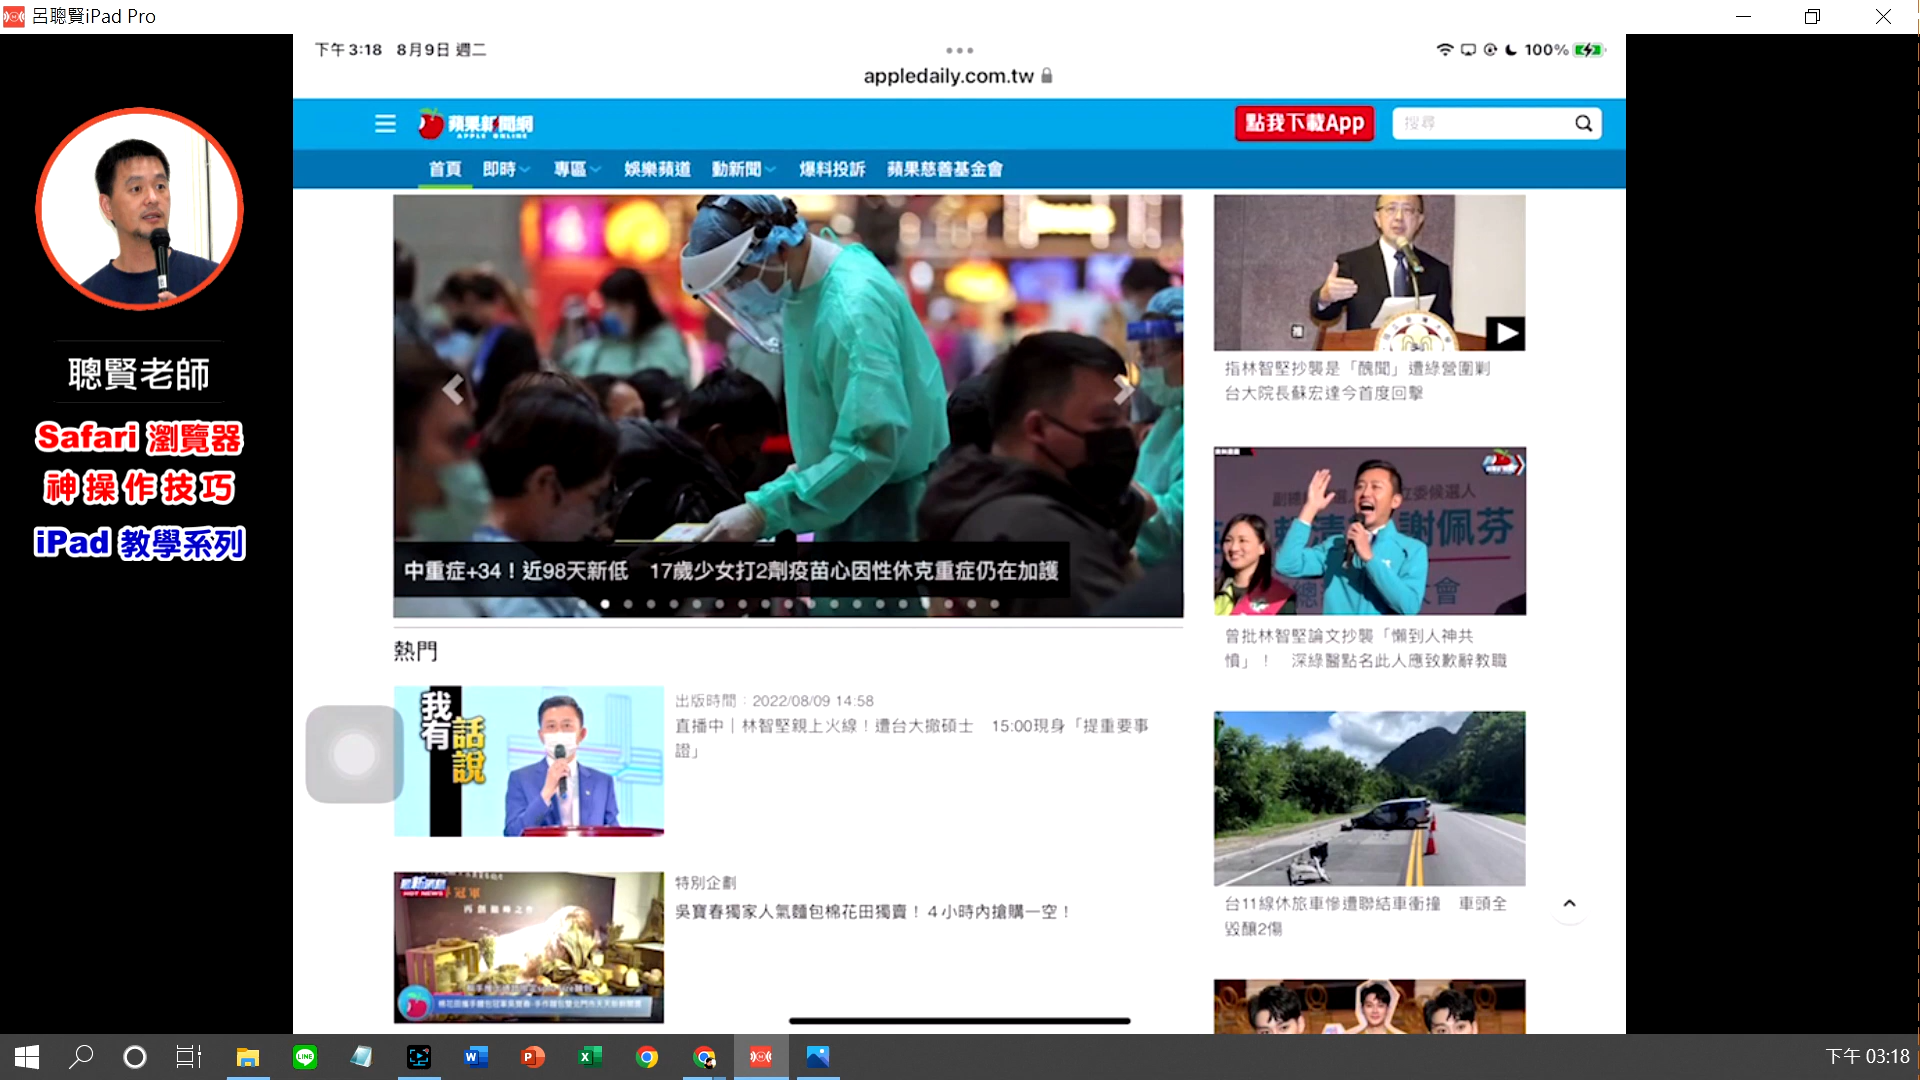 呂聰賢iPad Pro
下午3:18 8月9日 週二
100%
appledaily.com.tw
蘋果新聞網
APPLE ONLINE
點我下載App
搜尋
首頁 即時 專區 娛樂蘋道 動新聞 爆料投訴 蘋果慈善基金會
聰賢老師
Safari 瀏覽器
神操作技巧
iPad 教學系列
中重症+34！近98天新低 17歲少女打2劑疫苗心因性休克重症仍在加護
指林智堅抄襲是「醜聞」遭綠營圍剿
台大院長蘇宏達今首度回擊
謝佩芬
曾批林智堅論文抄襲「懶到人神共
憤」！ 深綠醫點名此人應致歉辭教職
熱門
我有
話說
出版時間：2022/08/09 14:58
直播中｜林智堅親上火線！遭台大撤碩士 15:00現身「提重要事
證」
HOT NEWS
特別企劃
吳寶春獨家人氣麵包棉花田獨賣！４小時內搶購一空！
台11線休旅車慘遭聯結車衝撞 車頭全
毀釀2傷
下午 03:18